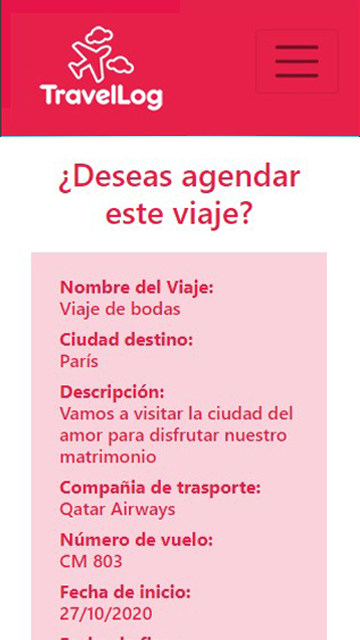 TravelLog
¿Deseas agendar
este viaje?
Nombre del Viaje:
Viaje de bodas
Ciudad destino:
París
Descripción:
Vamos a visitar la ciudad del
amor para disfrutar nuestro
matrimonio
Compañia de trasporte:
Qatar Airways
Número de vuelo:
CM 803
Fecha de inicio:
27/10/2020